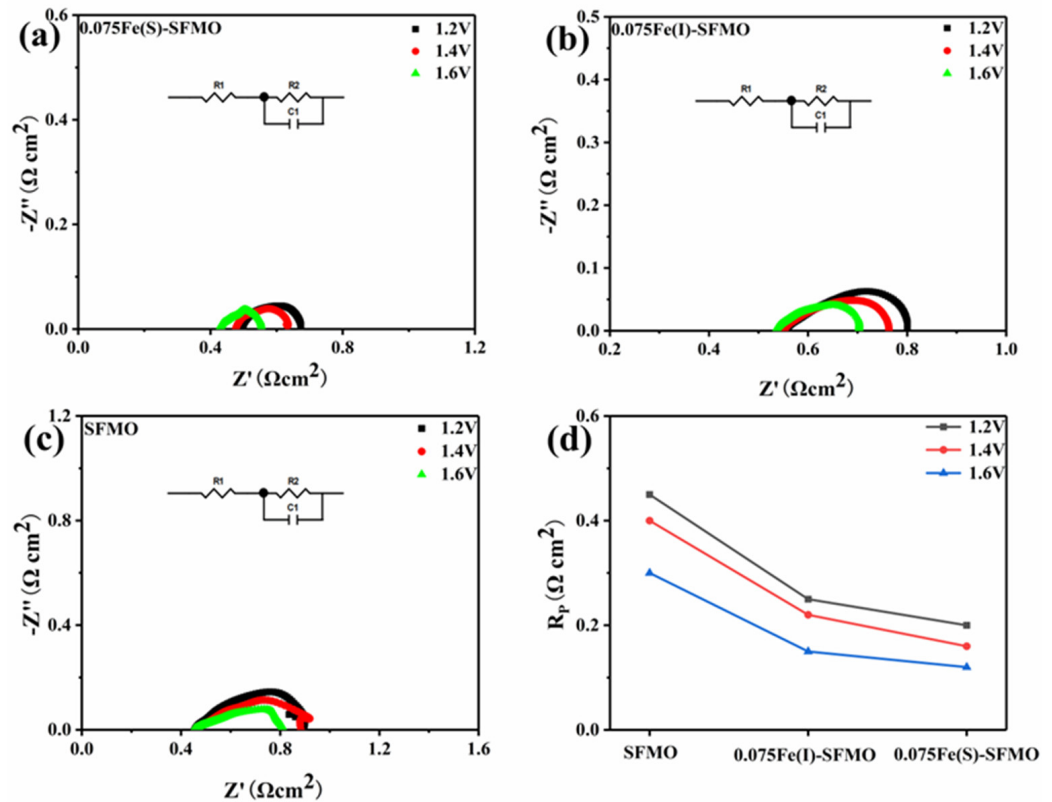 (a)
0.075Fe(S)-SFMO
1.2V
1.4V
1.6V
R1
R2
C1
-Z'' (Ω cm²)
0.6
0.4
0.2
0.0
0.0
0.4
0.8
1.2
Z' (Ωcm²)
(b)
0.075Fe(I)-SFMO
1.2V
1.4V
1.6V
R1
R2
C1
-Z'' (Ω cm²)
0.5
0.4
0.3
0.2
0.1
0.0
0.2
0.4
0.6
0.8
1.0
Z' (Ωcm²)
(c)
SFMO
1.2V
1.4V
1.6V
R1
R2
C1
-Z'' (Ω cm²)
1.2
0.8
0.4
0.0
0.0
0.4
0.8
1.2
1.6
Z' (Ωcm²)
(d)
1.2V
1.4V
1.6V
R_P (Ω cm²)
0.6
0.4
0.2
0.0
SFMO
0.075Fe(I)-SFMO
0.075Fe(S)-SFMO